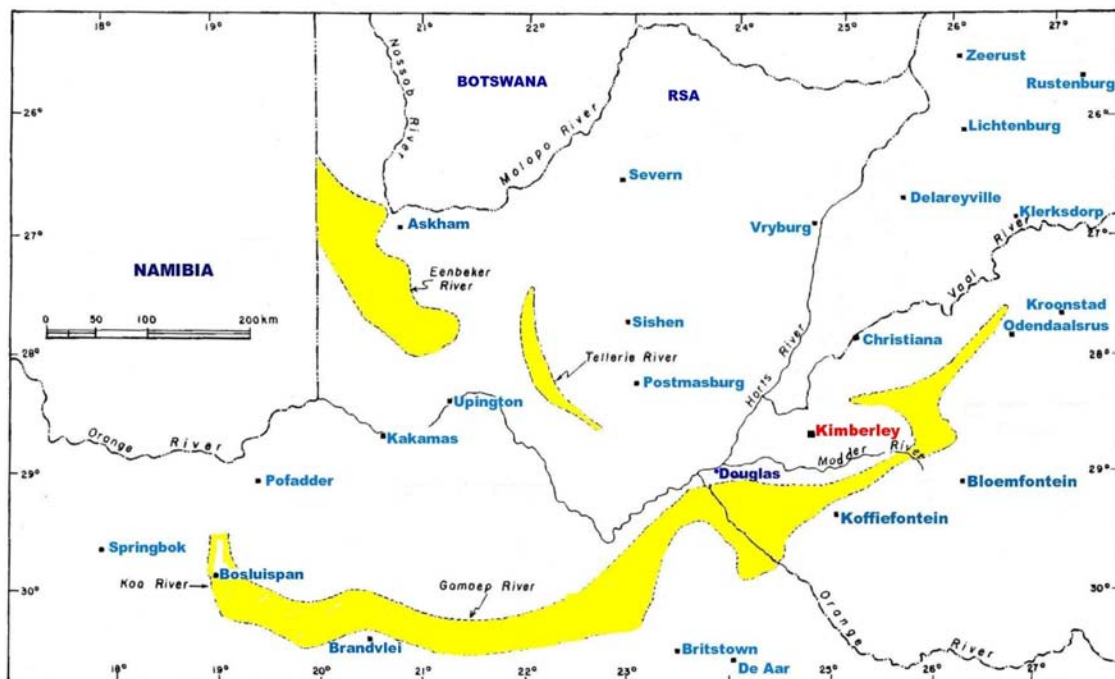 18° 19° 20° 21° 22° 23° 24° 25° 26° 27°
Zeerust
Rustenburg
BOTSWANA
RSA
Nossob
River
26°
26°
Lichtenburg
Molopo River
Severn
Delareyville
Klerksdorp
Askham
Vryburg
27°
27°
River
Vaal
NAMIBIA
Eenbeker
River
0 50 100 200 km
Kroonstad
Sishen
Odendaalsrus
Christiana
28°
28°
Tellerie River
Harts River
Postmasburg
Upington
Kimberley
Orange River
Kakamas
Modder River
29°
29°
Douglas
Pofadder
Bloemfontein
Koffiefontein
Springbok
Bosluispan
Koa River
Gamoep River
30°
30°
Orange River
Brandvlei
Britstown
De Aar
18° 19° 20° 21° 22° 23° 24° 25° 26° 27°